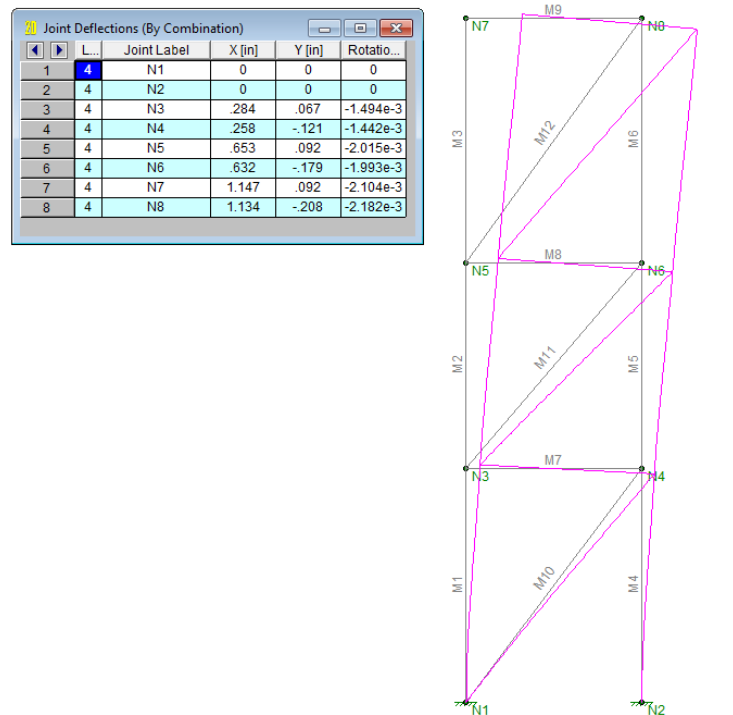 Joint Deflections (By Combination)
L... Joint Label X [in] Y [in] Rotatio...
1 4 N1 0 0 0
2 4 N2 0 0 0
3 4 N3 .284 .067 -1.494e-3
4 4 N4 .258 -.121 -1.442e-3
5 4 N5 .653 .092 -2.015e-3
6 4 N6 .632 -.179 -1.993e-3
7 4 N7 1.147 .092 -2.104e-3
8 4 N8 1.134 -.208 -2.182e-3
M9
N7 N8
M3 M12 M6
M8
N5 N6
M2 M11 M5
M7
N3 N4
M1 M10 M4
N1 N2